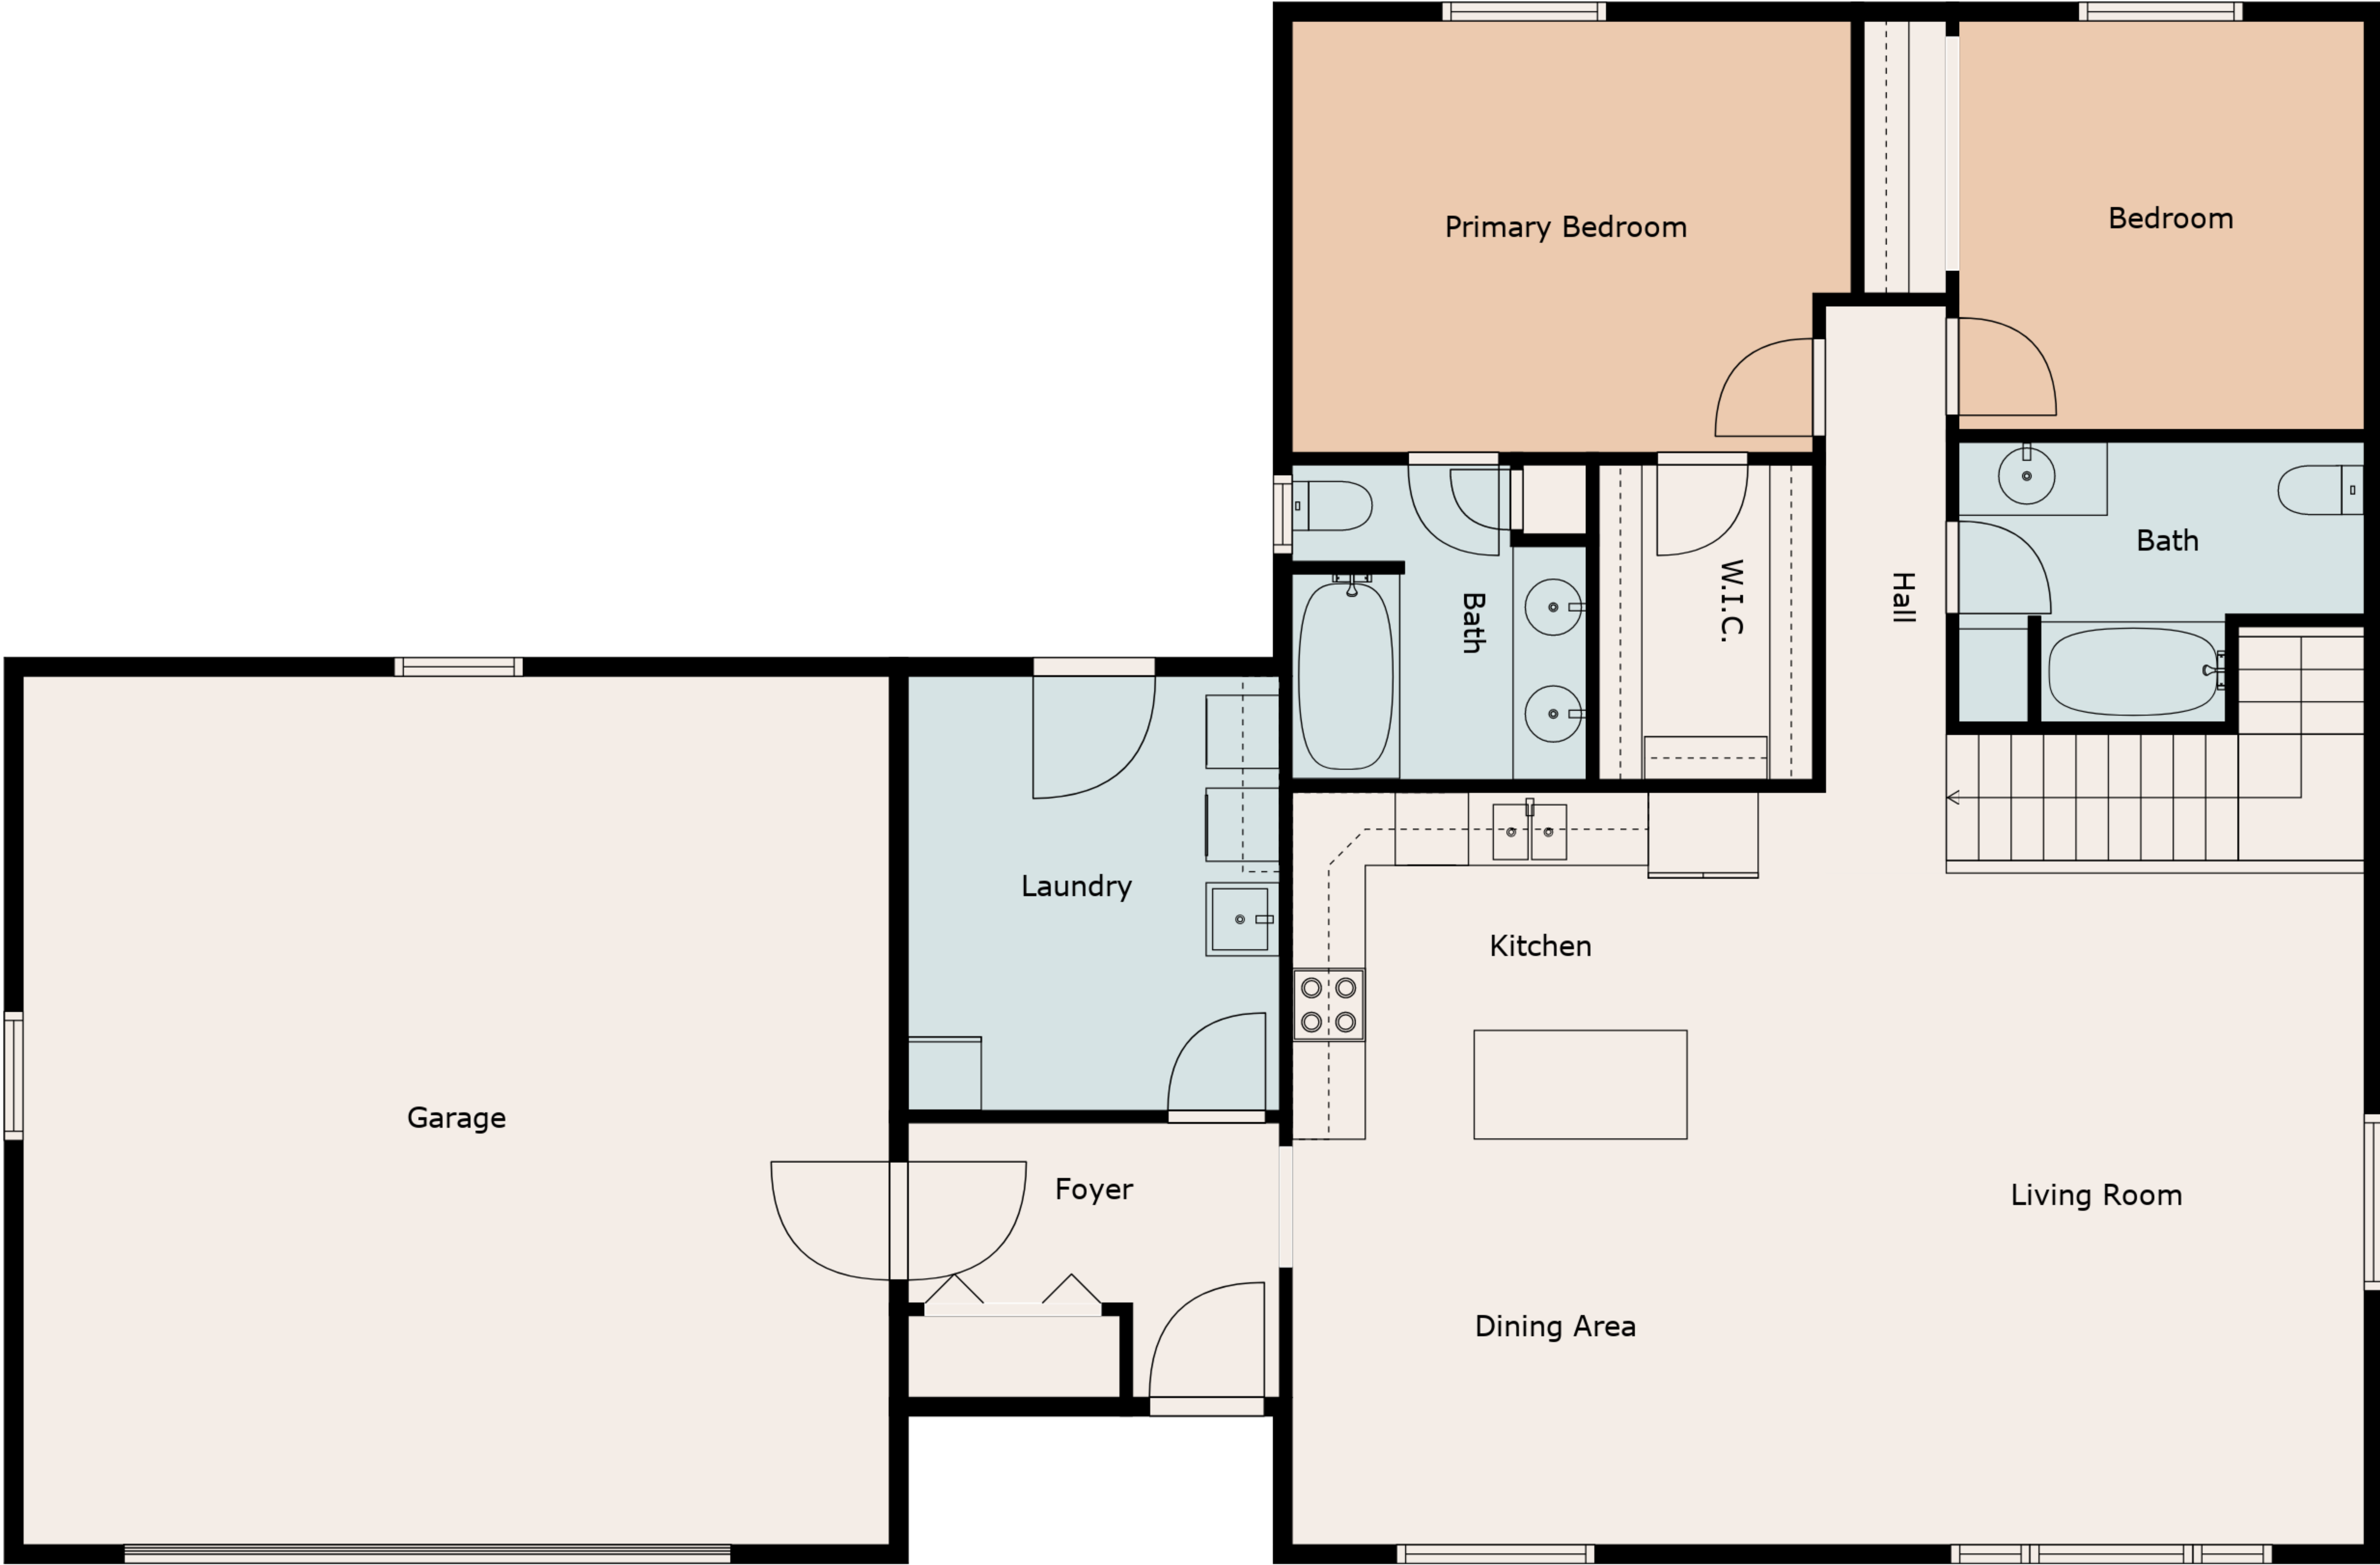 Primary Bedroom
Bedroom
Bath
Bath
W.I.C.
Hall
Laundry
Kitchen
Garage
Foyer
Living Room
Dining Area